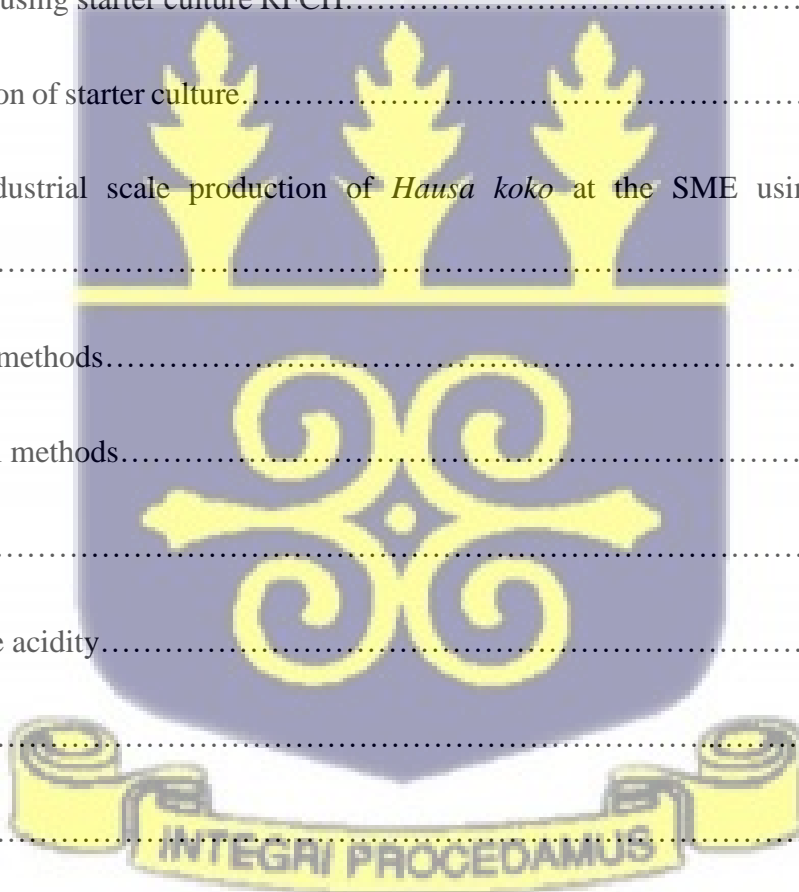 using starter culture KFCH……………………………
on of starter culture……………………………………
dustrial scale production of Hausa koko at the SME usin
……………………………………………………………
methods……………………………………………………
l methods…………………………………………………
……………………………………………………………
e acidity……………………………………………………
……………………………………………………………
……………………………………………………………
INTEGRI PROCEDAMUS